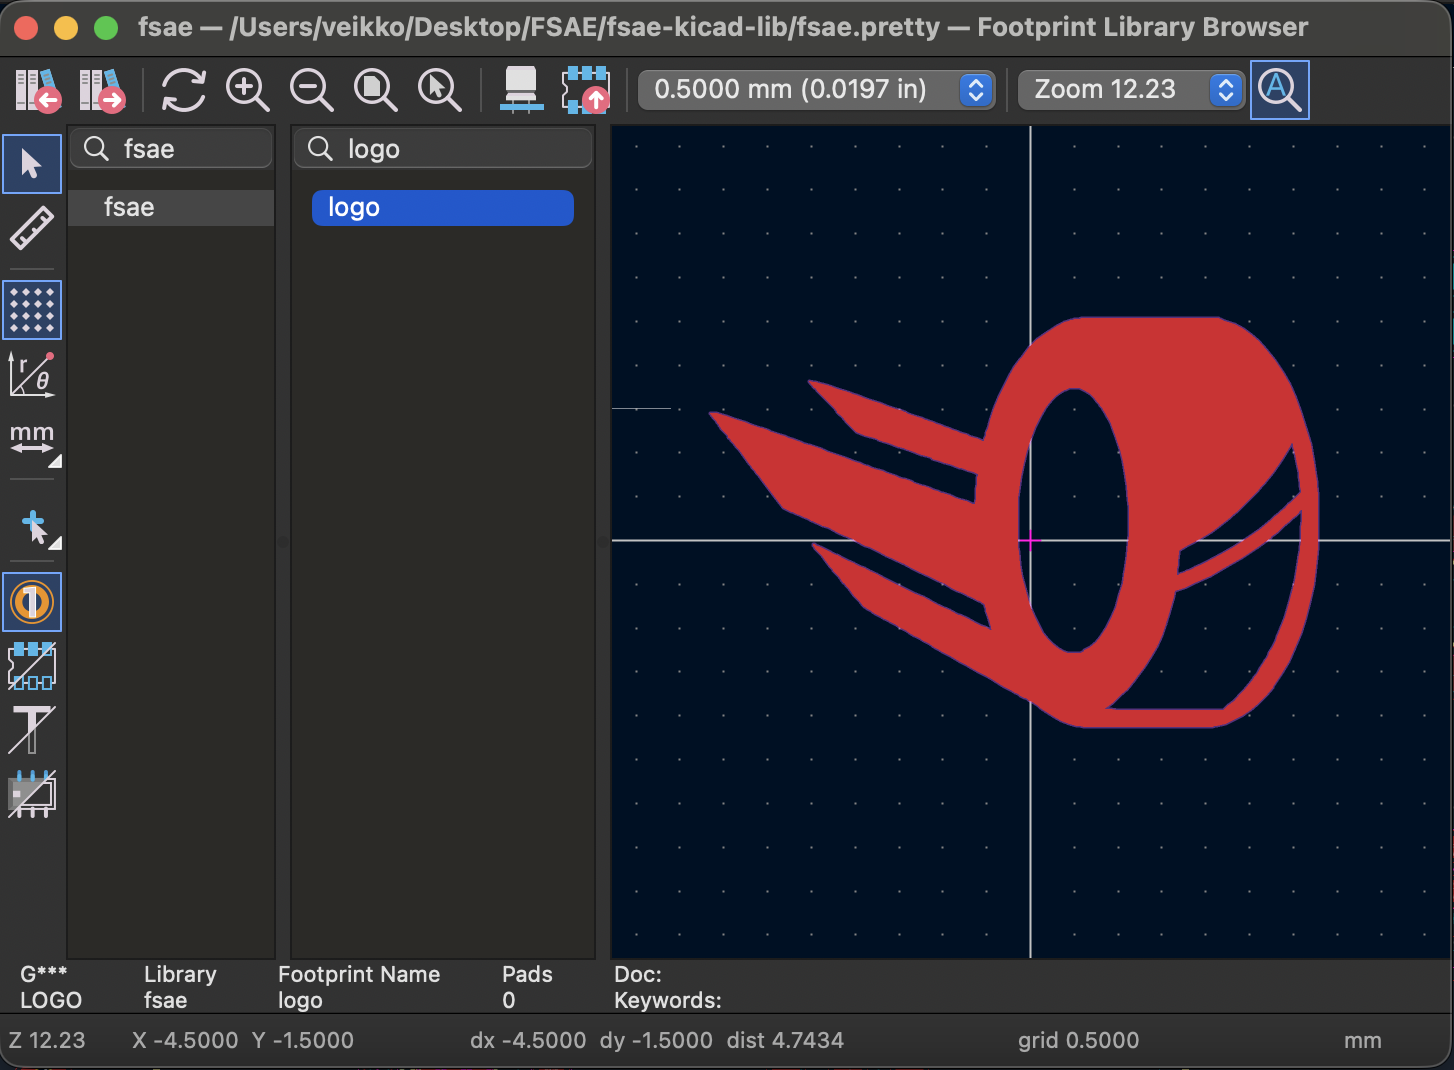 fsae — /Users/veikko/Desktop/FSAE/fsae-kicad-lib/fsae.pretty — Footprint Library Browser
0.5000 mm (0.0197 in)
Zoom 12.23
A
fsae
logo
fsae
logo
r
θ
mm
1
T
G*** Library Footprint Name Pads Doc:
LOGO fsae logo 0 Keywords:
Z 12.23 X -4.5000 Y -1.5000 dx -4.5000 dy -1.5000 dist 4.7434 grid 0.5000 mm